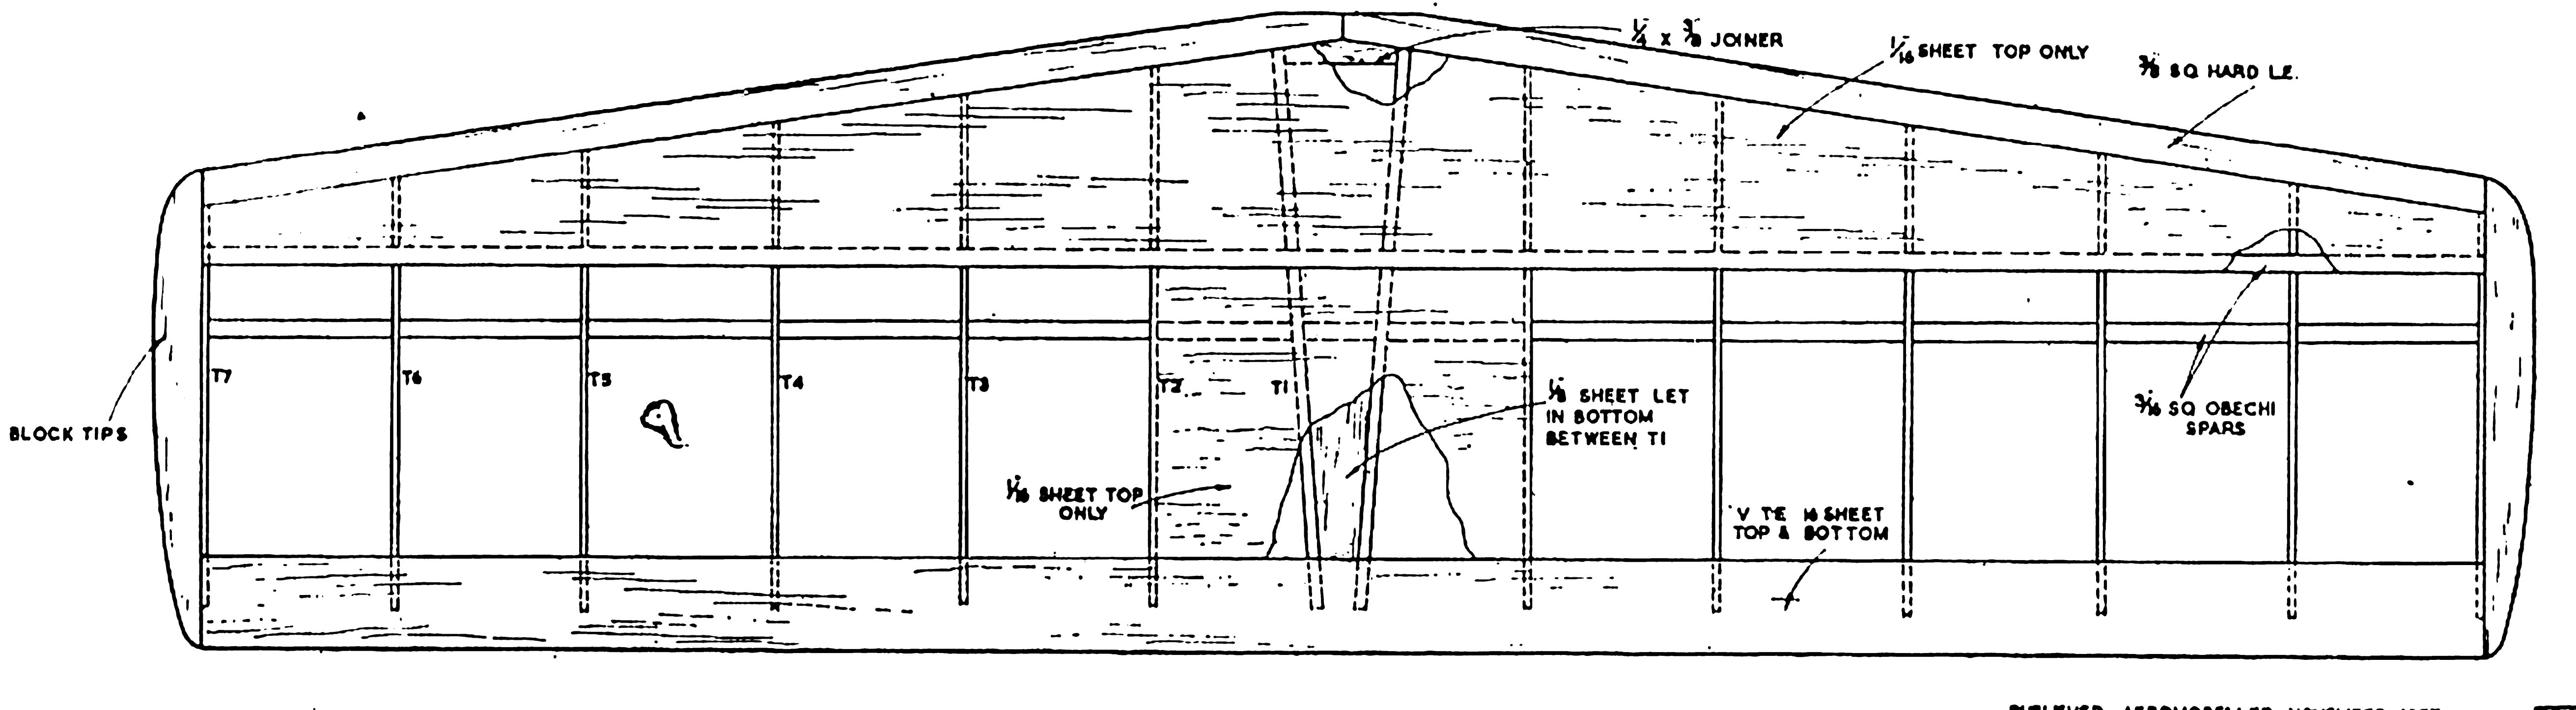 1/4 X 3/8 JOINER
1/16 SHEET TOP ONLY
3/8 SQ HARD L.E.
T7
T6
T5
T4
T3
T2
T1
BLOCK TIPS
1/8 SHEET LET
IN BOTTOM
BETWEEN T1
3/16 SQ OBECHI
SPARS
1/16 SHEET TOP
ONLY
V T.E. 16 SHEET
TOP & BOTTOM